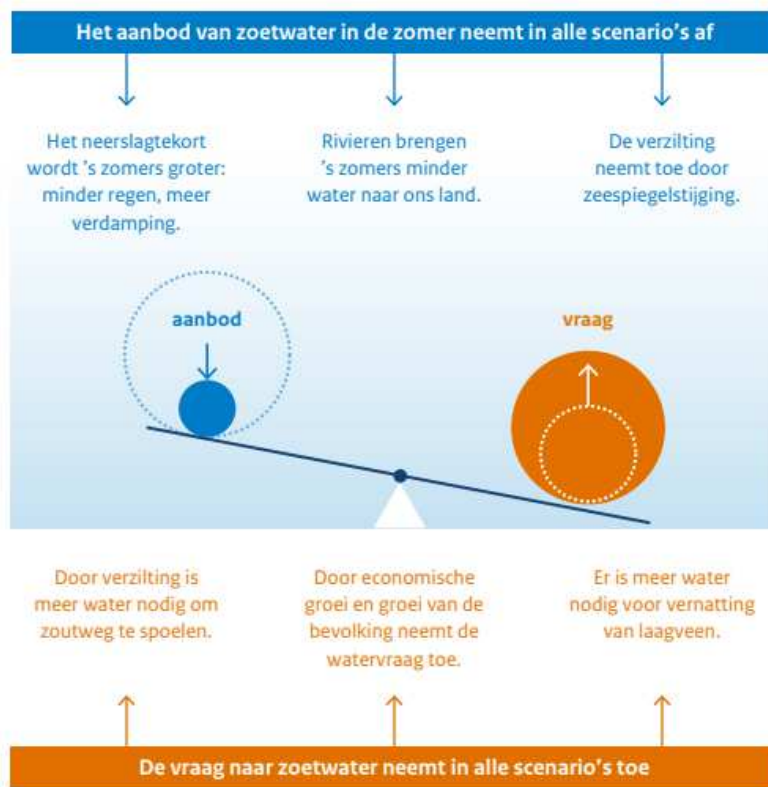 Het aanbod van zoetwater in de zomer neemt in alle scenario's af
Het neerslagtekort
wordt 's zomers groter:
minder regen, meer
verdamping.
Rivieren brengen
's zomers minder
water naar ons land.
De verzilting
neemt toe door
zeespiegelstijging.
aanbod
vraag
Door verzilting is
meer water nodig om
zoutweg te spoelen.
Door economische
groei en groei van de
bevolking neemt de
watervraag toe.
Er is meer water
nodig voor vernatting
van laagveen.
De vraag naar zoetwater neemt in alle scenario's toe